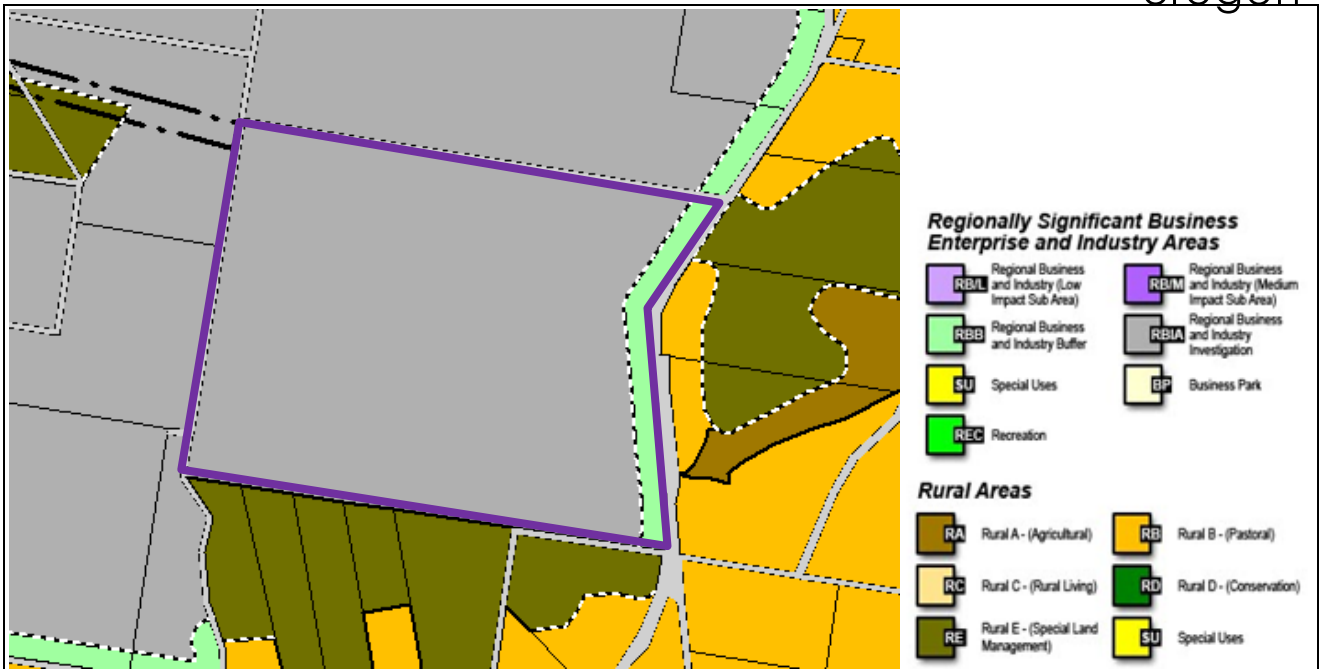 Regionally Significant Business
Enterprise and Industry Areas
RB/L Regional Business
and Industry (Low
Impact Sub Area)
RB/M Regional Business
and Industry (Medium
Impact Sub Area)
RBB Regional Business
and Industry Buffer
RBIA Regional Business
and Industry
Investigation
SU Special Uses
BP Business Park
REC Recreation
Rural Areas
RA Rural A - (Agricultural)
RB Rural B - (Pastoral)
RC Rural C - (Rural Living)
RD Rural D - (Conservation)
RE Rural E - (Special Land
Management)
SU Special Uses